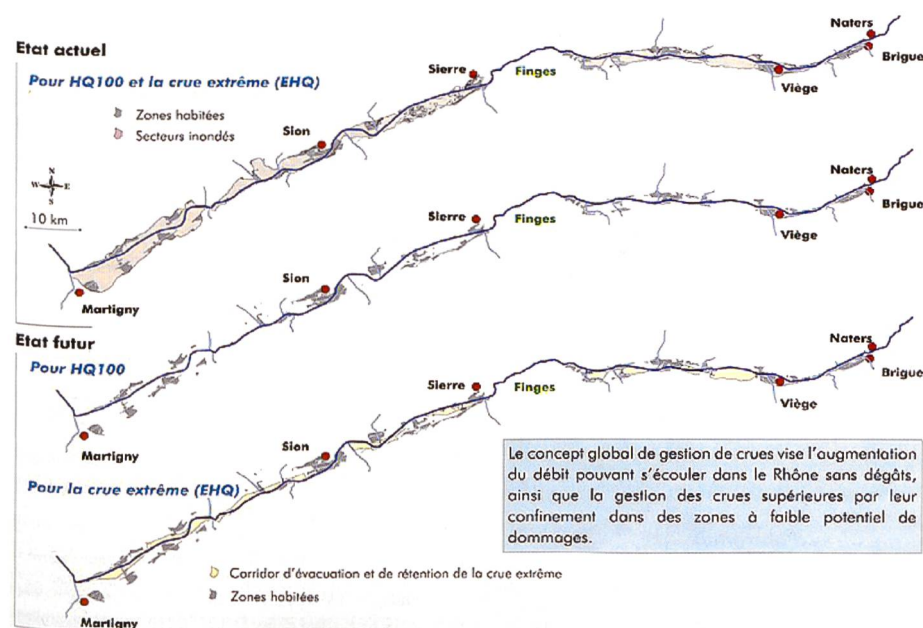 Etat actuel
Pour HQ100 et la crue extrême (EHQ)
Zones habitées
Secteurs inondés
N
W E
S
10 km
Martigny
Sion
Sierre
Finges
Viège
Naters
Brigue
Etat futur
Pour HQ100
Martigny
Sion
Sierre
Finges
Viège
Naters
Brigue
Pour la crue extrême (EHQ)
Martigny
Sion
Sierre
Finges
Viège
Naters
Brigue
Corridor d'évacuation et de rétention de la crue extrême
Zones habitées
Le concept global de gestion de crues vise l'augmentation
du débit pouvant s'écouler dans le Rhône sans dégâts,
ainsi que la gestion des crues supérieures par leur
confinement dans des zones à faible potentiel de
dommages.